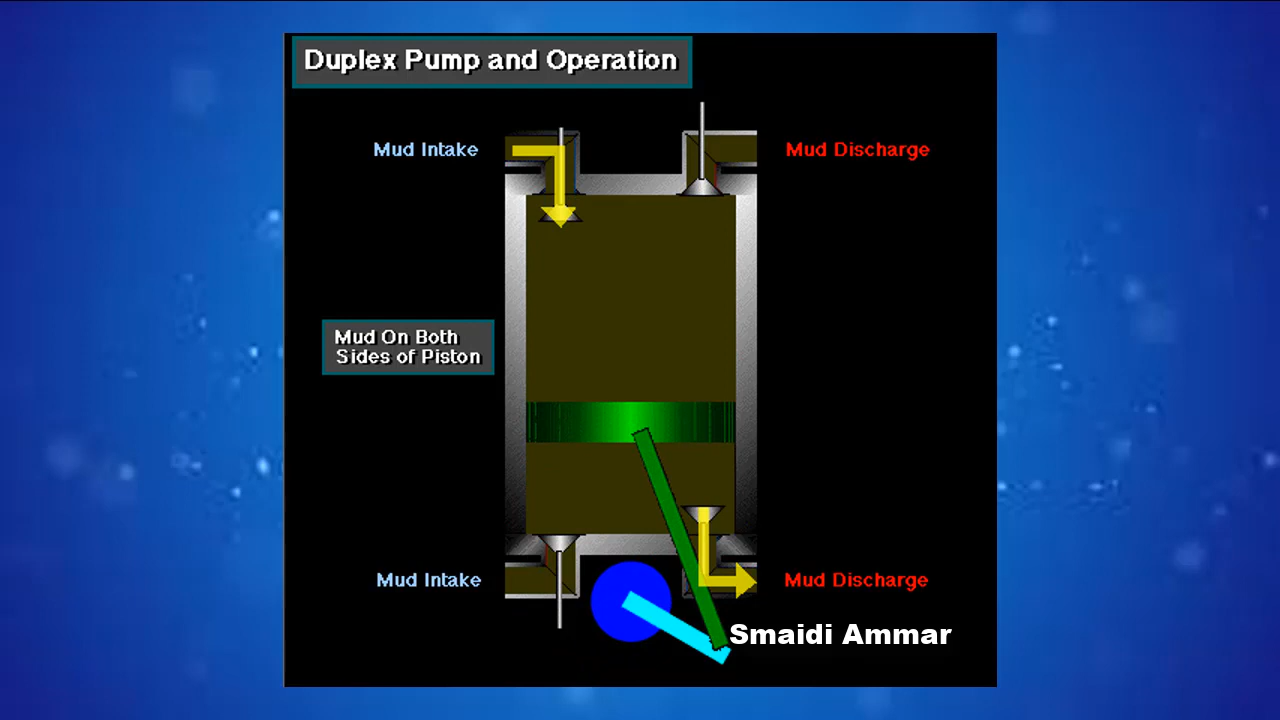 Duplex Pump and Operation
Mud Intake
Mud Discharge
Mud On Both
Sides of Piston
Mud Intake
Mud Discharge
Smaidi Ammar